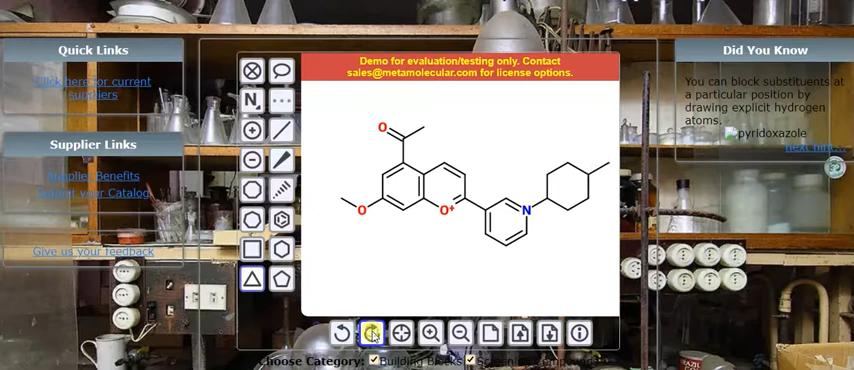 Quick Links
Click here for current
suppliers
Supplier Links
Supplier Benefits
Submit your Catalog
Give us your feedback
Demo for evaluation/testing only. Contact
sales@metamolecular.com for license options.
N
O
O
O+
N
Did You Know
You can block substituents at
a particular position by
drawing explicit hydrogen
atoms.
pyridoxazole
next hint...
Choose Category: Building Blocks